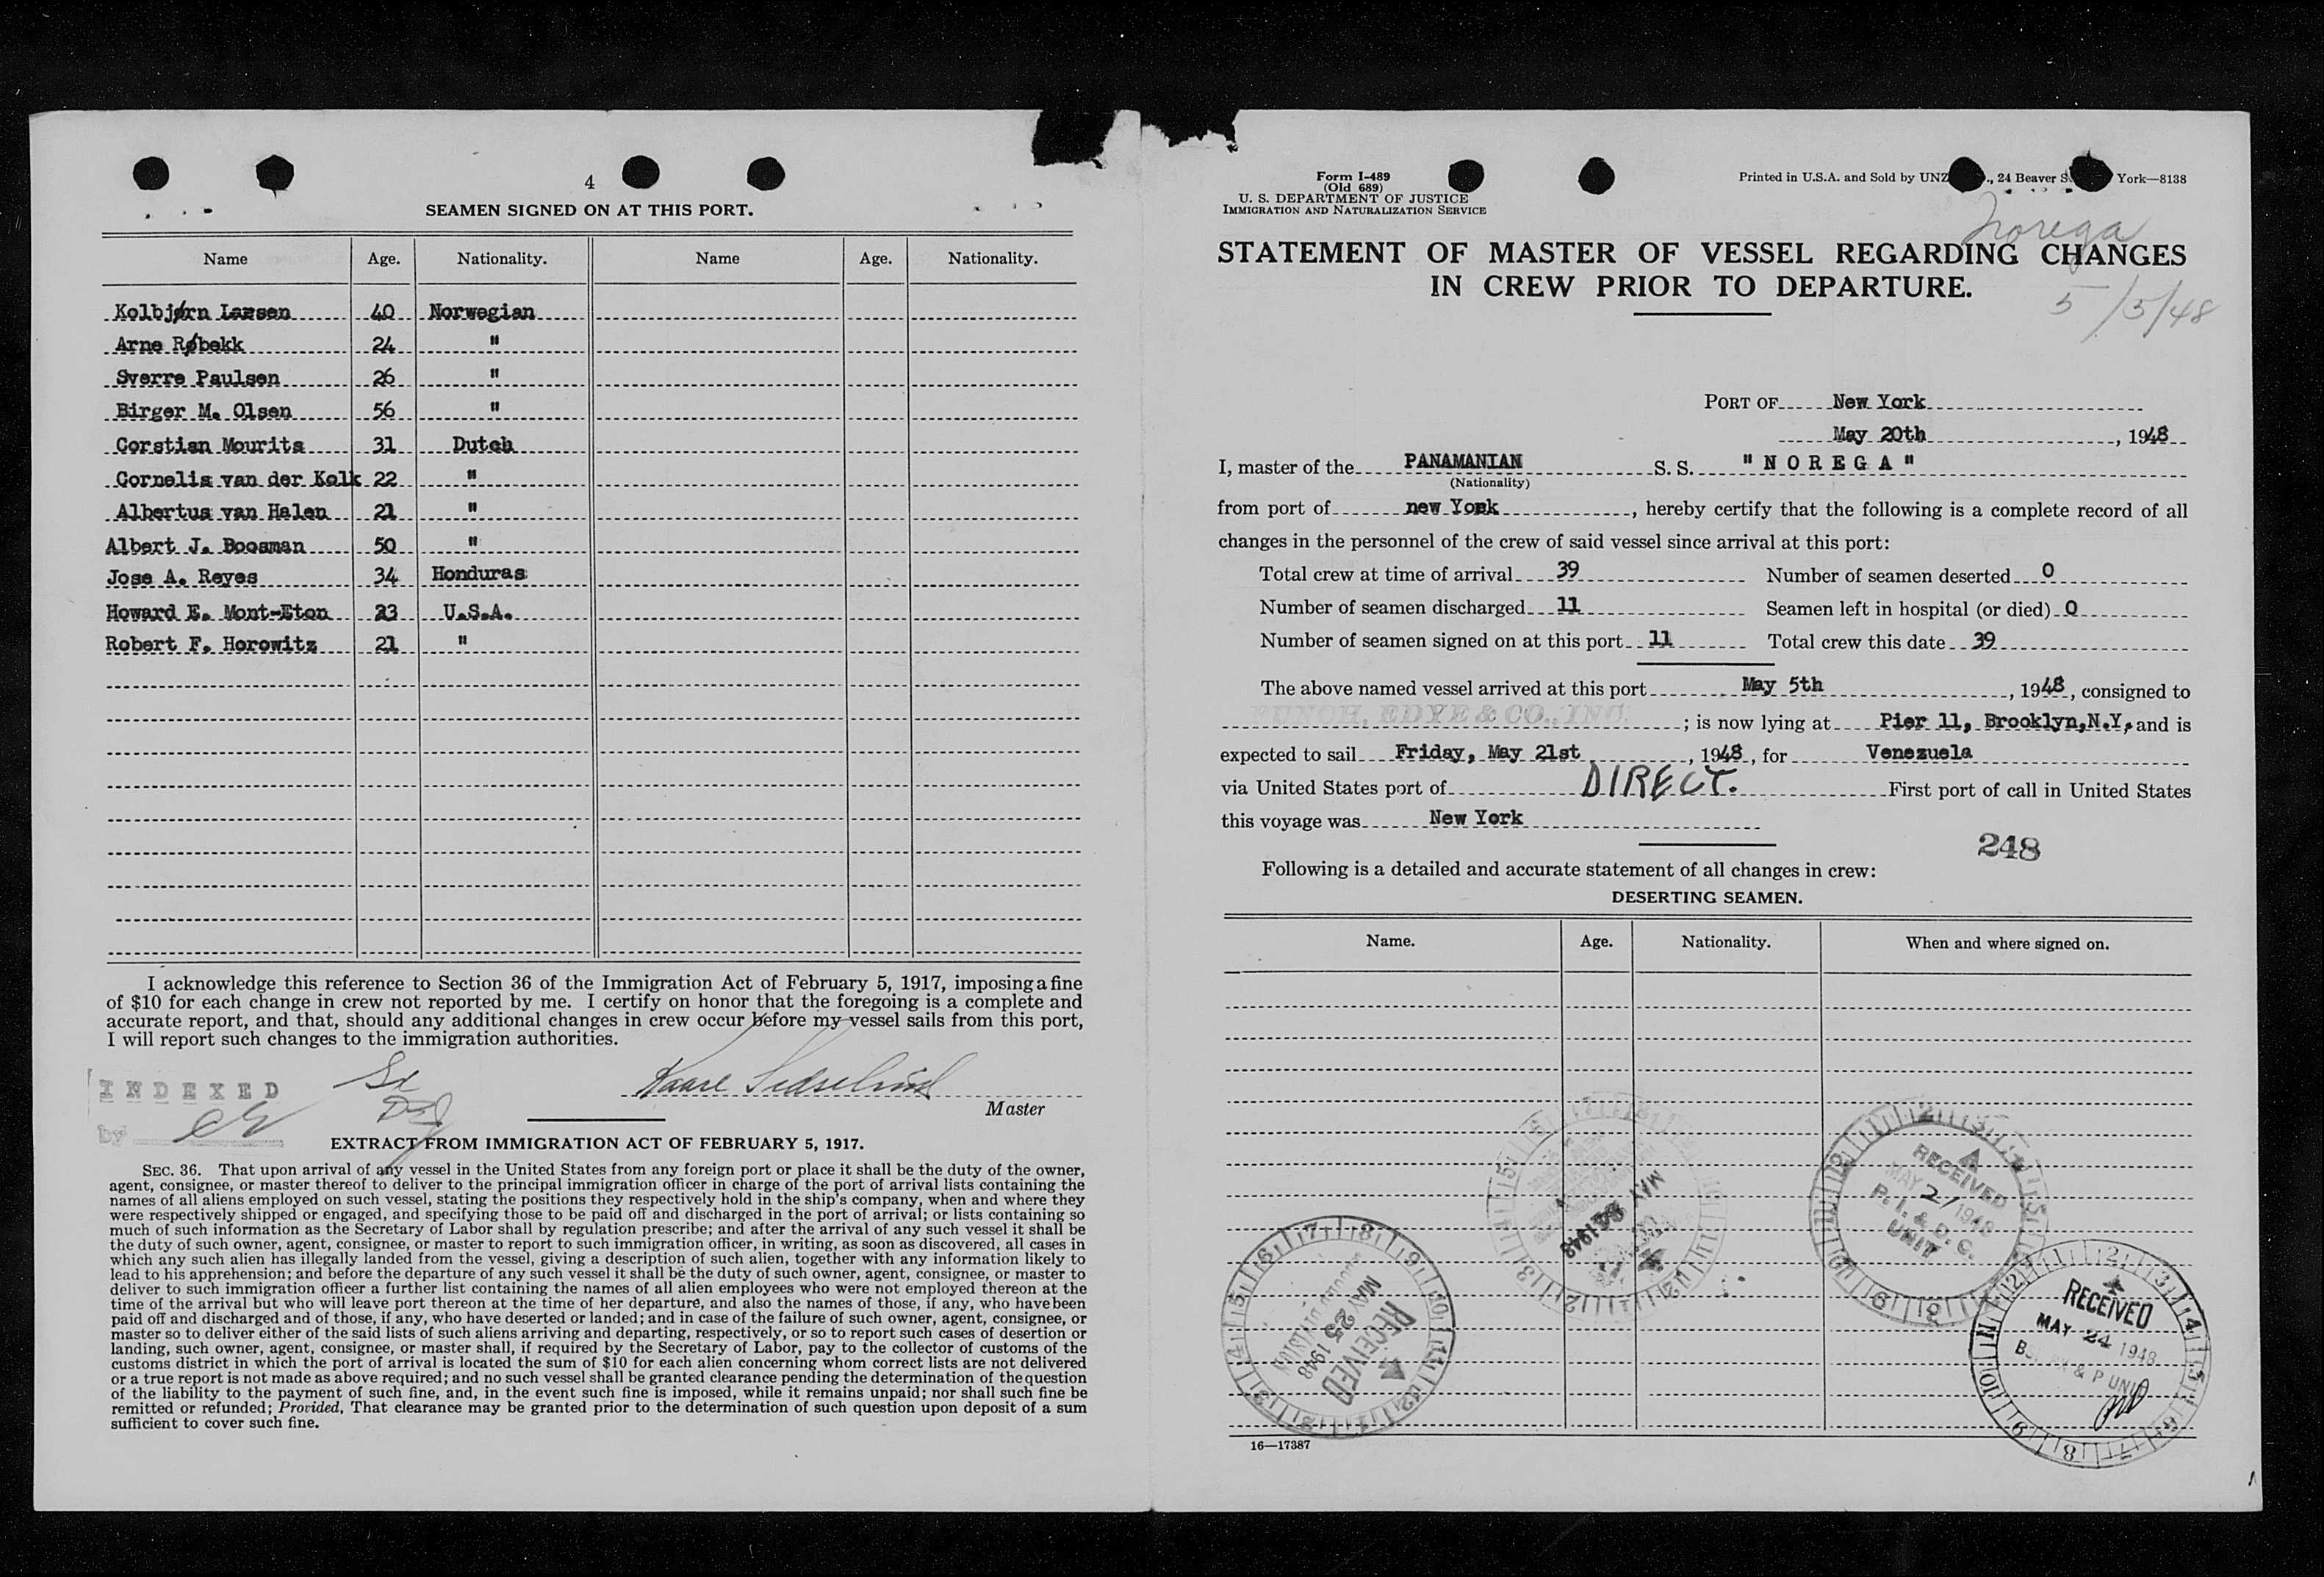 4
SEAMEN SIGNED ON AT THIS PORT.
Name Age. Nationality. Name Age. Nationality.
Kolbjørn Larsen 40 Norwegian
Arne Røbekk 24 "
Sverre Paulsen 26 "
Birger M. Olsen 56 "
Corstian Mourits 31 Dutch
Cornelis van der Kolk 22 "
Albertus van Halen 21 "
Albert J. Boosman 50 "
Jose A. Reyes 34 Honduras
Howard E. Mont-Eton 23 U.S.A.
Robert F. Horowitz 21 "
I acknowledge this reference to Section 36 of the Immigration Act of February 5, 1917, imposing a fine
of $10 for each change in crew not reported by me. I certify on honor that the foregoing is a complete and
accurate report, and that, should any additional changes in crew occur before my vessel sails from this port,
I will report such changes to the immigration authorities.
INDEXED
by
Kaare
Master
EXTRACT FROM IMMIGRATION ACT OF FEBRUARY 5, 1917.
SEC. 36. That upon arrival of any vessel in the United States from any foreign port or place it shall be the duty of the owner,
agent, consignee, or master thereof to deliver to the principal immigration officer in charge of the port of arrival lists containing the
names of all aliens employed on such vessel, stating the positions they respectively hold in the ship's company, when and where they
were respectively shipped or engaged, and specifying those to be paid off and discharged in the port of arrival; or lists containing so
much of such information as the Secretary of Labor shall by regulation prescribe; and after the arrival of any such vessel it shall be
the duty of such owner, agent, consignee, or master to report to such immigration officer, in writing, as soon as discovered, all cases in
which any such alien has illegally landed from the vessel, giving a description of such alien, together with any information likely to
lead to his apprehension; and before the departure of any such vessel it shall be the duty of such owner, agent, consignee, or master to
deliver to such immigration officer a further list containing the names of all alien employees who were not employed thereon at the
time of the arrival but who will leave port thereon at the time of her departure, and also the names of those, if any, who have been
paid off and discharged and of those, if any, who have deserted or landed; and in case of the failure of such owner, agent, consignee, or
master so to deliver either of the said lists of such aliens arriving and departing, respectively, or so to report such cases of desertion or
landing, such owner, agent, consignee, or master shall, if required by the Secretary of Labor, pay to the collector of customs of the
customs district in which the port of arrival is located the sum of $10 for each alien concerning whom correct lists are not delivered
or a true report is not made as above required; and no such vessel shall be granted clearance pending the determination of the question
of the liability to the payment of such fine, and, in the event such fine is imposed, while it remains unpaid; nor shall such fine be
remitted or refunded; Provided, That clearance may be granted prior to the determination of such question upon deposit of a sum
sufficient to cover such fine.
Form I-489
(Old 689)
U. S. DEPARTMENT OF JUSTICE
IMMIGRATION AND NATURALIZATION SERVICE
Printed in U.S.A. and Sold by UNZ , 24 Beaver S York—8138
Norega
STATEMENT OF MASTER OF VESSEL REGARDING CHANGES
IN CREW PRIOR TO DEPARTURE.
5/5/48
PORT OF New York
May 20th, 1948
I, master of the PANAMANIAN S. S. "NOREGA"
(Nationality)
from port of new Yook, hereby certify that the following is a complete record of all
changes in the personnel of the crew of said vessel since arrival at this port:
Total crew at time of arrival 39 Number of seamen deserted 0
Number of seamen discharged 11 Seamen left in hospital (or died) 0
Number of seamen signed on at this port 11 Total crew this date 39
The above named vessel arrived at this port May 5th, 1948, consigned to
FUNCH, EDYE & CO., INC. ; is now lying at Pier 11, Brooklyn, N.Y. and is
expected to sail Friday, May 21st, 1948, for Venezuela
via United States port of DIRECT. First port of call in United States
this voyage was New York
248
Following is a detailed and accurate statement of all changes in crew:
DESERTING SEAMEN.
Name. Age. Nationality. When and where signed on.
RECEIVED
MAY 25 1948
MAY 1948
RECEIVED
MAY 21 1948
P. I. & D. C.
UNIT
RECEIVED
MAY 24 1948
& P UNIT
16—17387